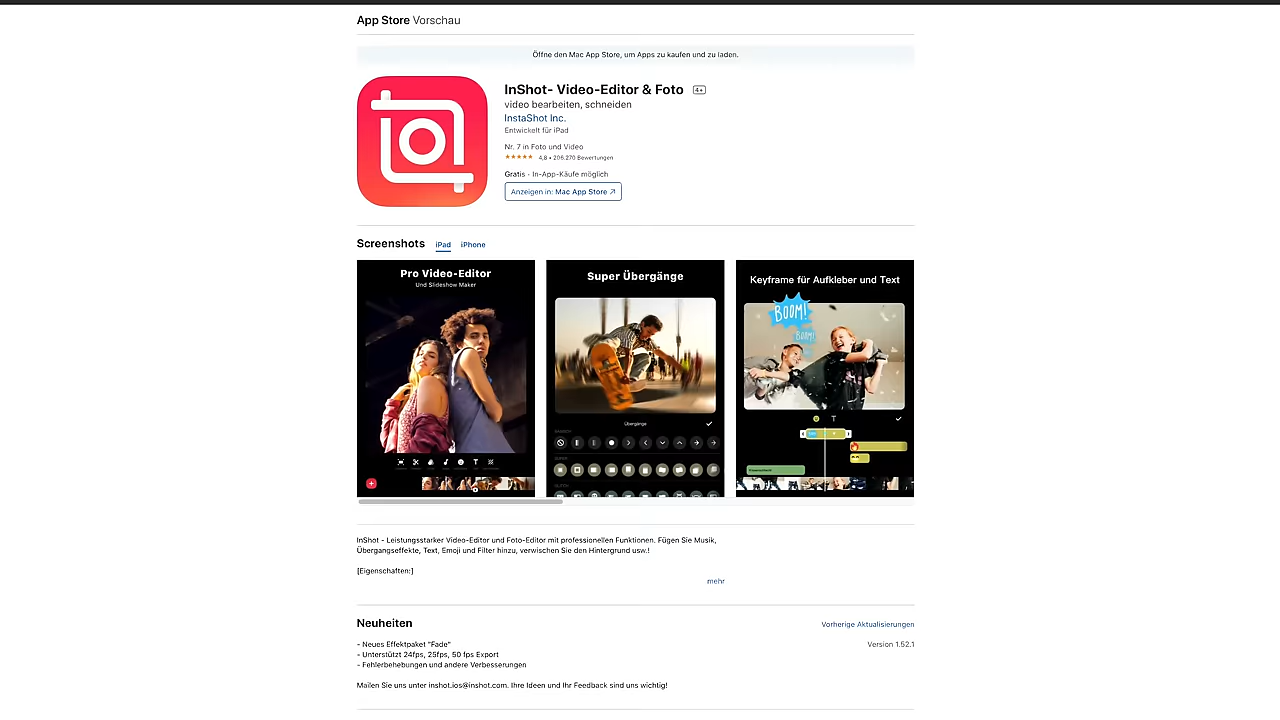 App Store Vorschau
Öffne den Mac App Store, um Apps zu kaufen und zu laden.
InShot- Video-Editor & Foto 4+
video bearbeiten, schneiden
InstaShot Inc.
Entwickelt für iPad
Nr. 7 in Foto und Video
★★★★★ 4,8 • 206.270 Bewertungen
Gratis · In-App-Käufe möglich
Anzeigen in: Mac App Store ↗
Screenshots iPad iPhone
Pro Video-Editor
Und Slideshow Maker
Super Übergänge
Übergänge
Keyframe für Aufkleber und Text
BOOM!
BOOM!
InShot - Leistungsstarker Video-Editor und Foto-Editor mit professionellen Funktionen. Fügen Sie Musik,
Übergangseffekte, Text, Emoji und Filter hinzu, verwischen Sie den Hintergrund usw.!
[Eigenschaften:]
mehr
Neuheiten
Vorherige Aktualisierungen
- Neues Effektpaket "Fade"
Version 1.52.1
- Unterstützt 24fps, 25fps, 50 fps Export
- Fehlerbehebungen und andere Verbesserungen
Mailen Sie uns unter inshot.ios@inshot.com. Ihre Ideen und Ihr Feedback sind uns wichtig!